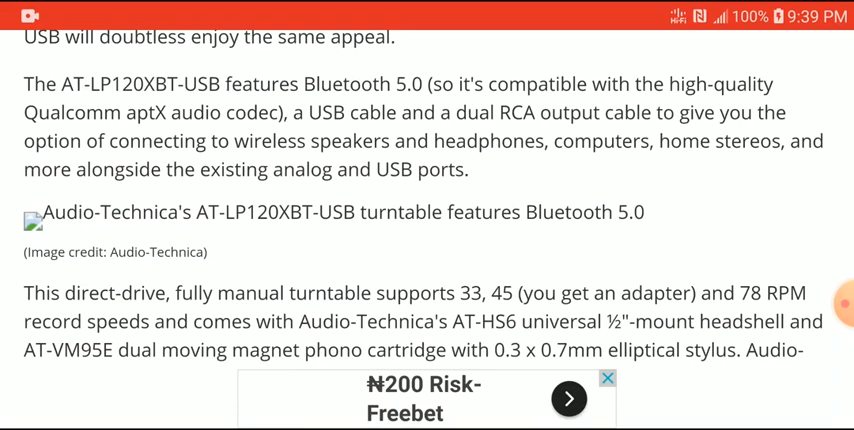 100% 9:39 PM
USB will doubtless enjoy the same appeal.
The AT-LP120XBT-USB features Bluetooth 5.0 (so it's compatible with the high-quality
Qualcomm aptX audio codec), a USB cable and a dual RCA output cable to give you the
option of connecting to wireless speakers and headphones, computers, home stereos, and
more alongside the existing analog and USB ports.
Audio-Technica's AT-LP120XBT-USB turntable features Bluetooth 5.0
(Image credit: Audio-Technica)
This direct-drive, fully manual turntable supports 33, 45 (you get an adapter) and 78 RPM
record speeds and comes with Audio-Technica's AT-HS6 universal ½"-mount headshell and
AT-VM95E dual moving magnet phono cartridge with 0.3 x 0.7mm elliptical stylus. Audio-
₦200 Risk-
Freebet